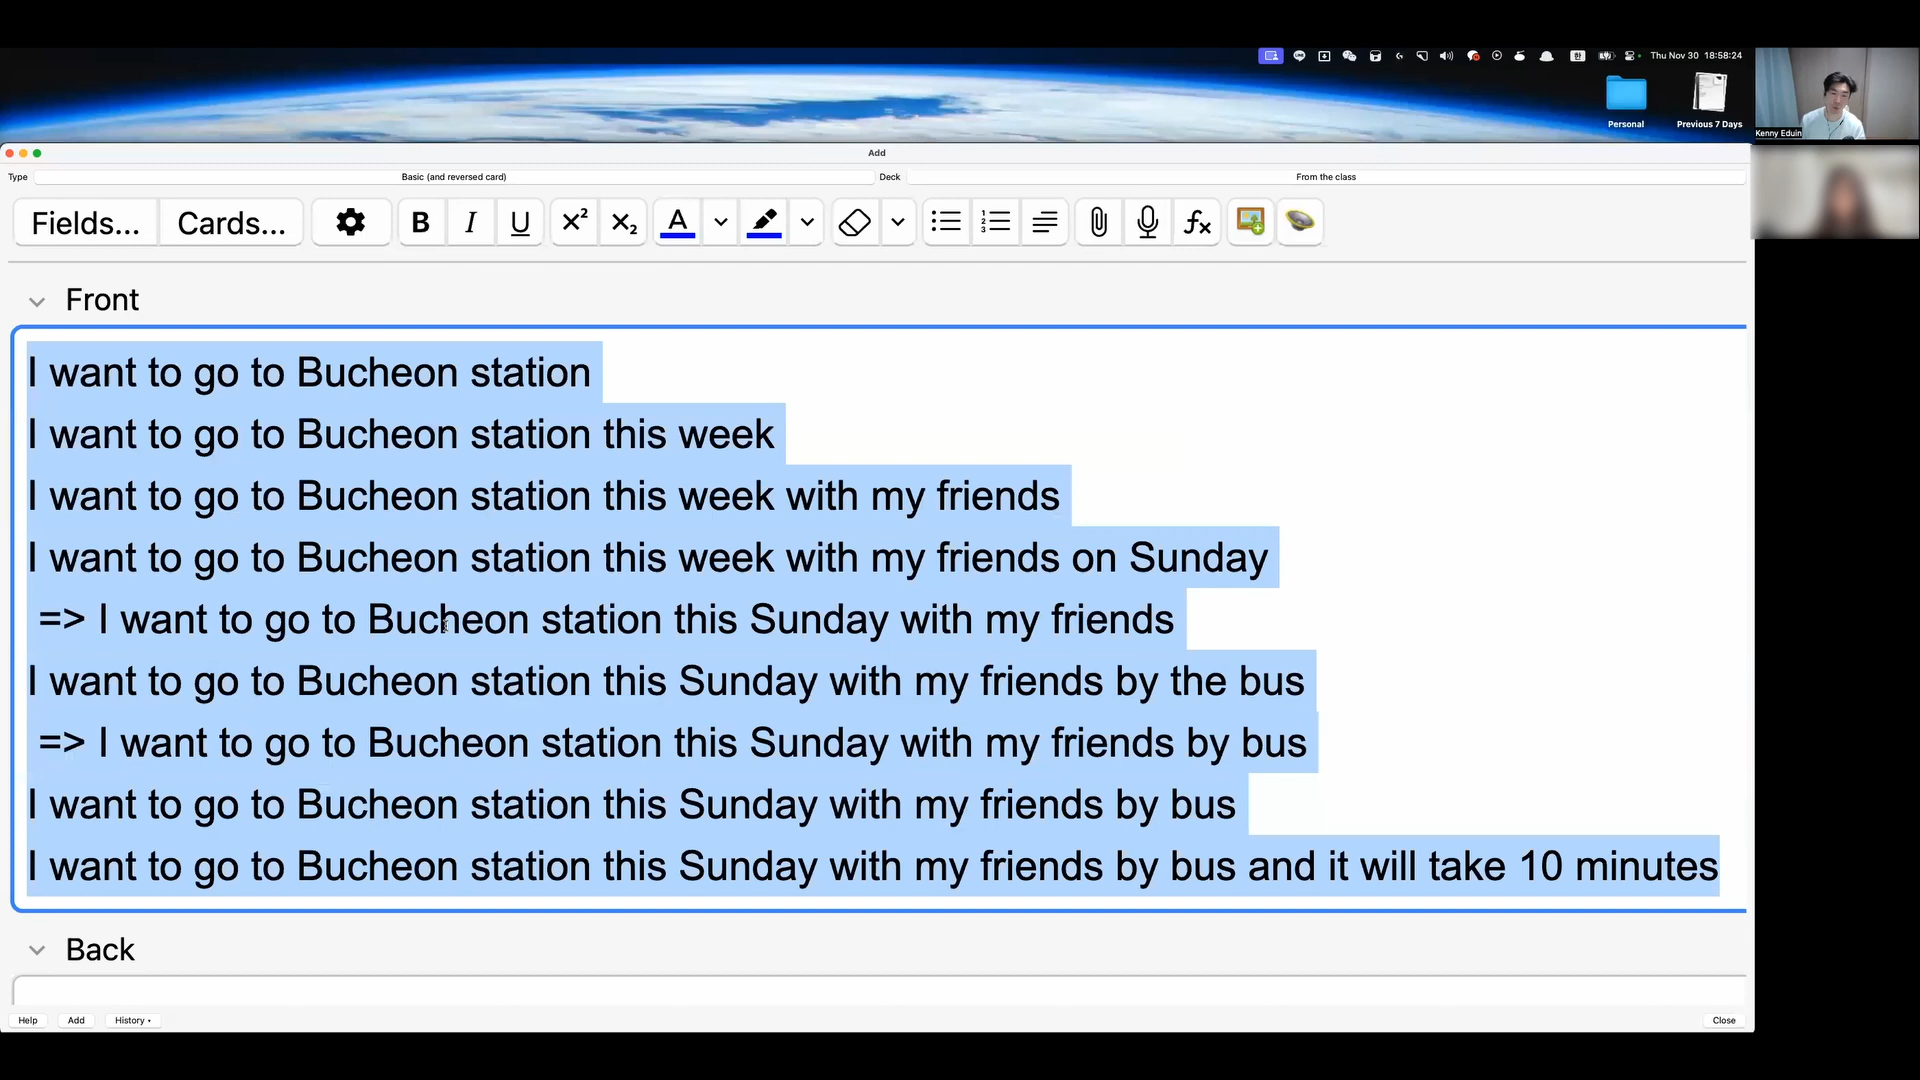 Thu Nov 30 18:58:24
Personal
Previous 7 Days
Kenny Eduin
Add
Type
Basic (and reversed card)
Deck
From the class
Fields...
Cards...
B I U x² x₂ A fx
Front
I want to go to Bucheon station
I want to go to Bucheon station this week
I want to go to Bucheon station this week with my friends
I want to go to Bucheon station this week with my friends on Sunday
=> I want to go to Bucheon station this Sunday with my friends
I want to go to Bucheon station this Sunday with my friends by the bus
=> I want to go to Bucheon station this Sunday with my friends by bus
I want to go to Bucheon station this Sunday with my friends by bus
I want to go to Bucheon station this Sunday with my friends by bus and it will take 10 minutes
Back
Help
Add
History
Close